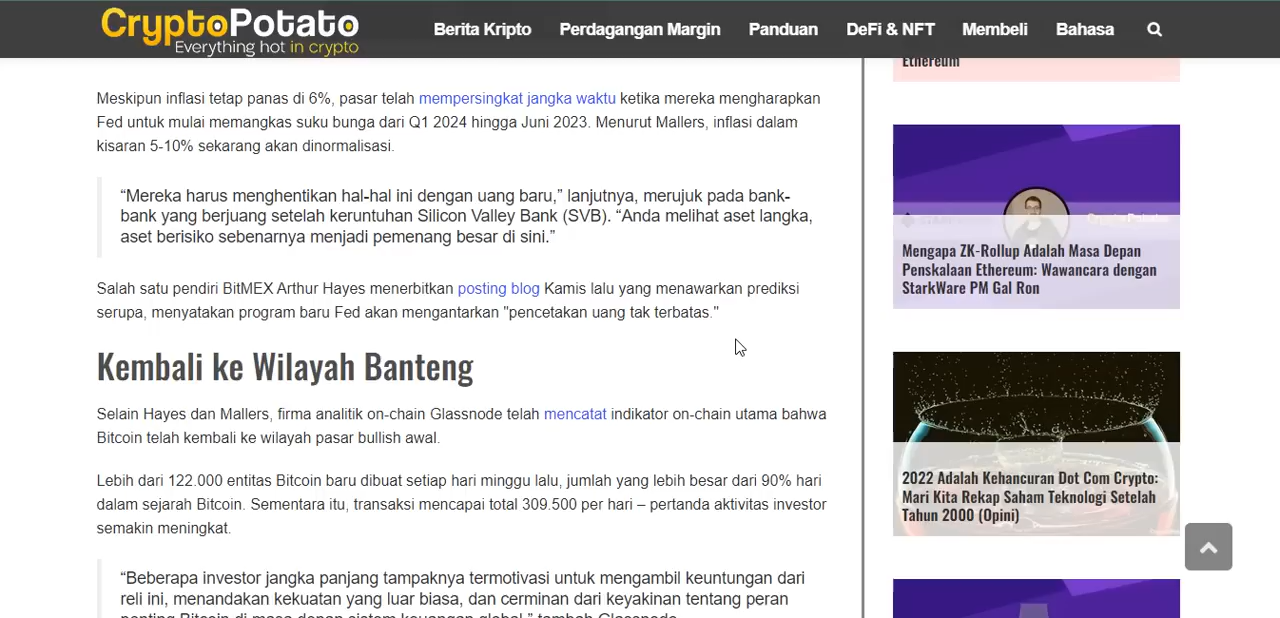 CryptoPotato
Everything hot in crypto
Berita Kripto Perdagangan Margin Panduan DeFi & NFT Membeli Bahasa
Meskipun inflasi tetap panas di 6%, pasar telah mempersingkat jangka waktu ketika mereka mengharapkan
Fed untuk mulai memangkas suku bunga dari Q1 2024 hingga Juni 2023. Menurut Mallers, inflasi dalam
kisaran 5-10% sekarang akan dinormalisasi.
“Mereka harus menghentikan hal-hal ini dengan uang baru,” lanjutnya, merujuk pada bank-
bank yang berjuang setelah keruntuhan Silicon Valley Bank (SVB). “Anda melihat aset langka,
aset berisiko sebenarnya menjadi pemenang besar di sini.”
Salah satu pendiri BitMEX Arthur Hayes menerbitkan posting blog Kamis lalu yang menawarkan prediksi
serupa, menyatakan program baru Fed akan mengantarkan "pencetakan uang tak terbatas."
Kembali ke Wilayah Banteng
Selain Hayes dan Mallers, firma analitik on-chain Glassnode telah mencatat indikator on-chain utama bahwa
Bitcoin telah kembali ke wilayah pasar bullish awal.
Lebih dari 122.000 entitas Bitcoin baru dibuat setiap hari minggu lalu, jumlah yang lebih besar dari 90% hari
dalam sejarah Bitcoin. Sementara itu, transaksi mencapai total 309.500 per hari – pertanda aktivitas investor
semakin meningkat.
“Beberapa investor jangka panjang tampaknya termotivasi untuk mengambil keuntungan dari
reli ini, menandakan kekuatan yang luar biasa, dan cerminan dari keyakinan tentang peran
penting Bitcoin di masa depan sistem keuangan global,” tambah Glassnode.
Ethereum
CryptoPotato
Mengapa ZK-Rollup Adalah Masa Depan
Penskalaan Ethereum: Wawancara dengan
StarkWare PM Gal Ron
2022 Adalah Kehancuran Dot Com Crypto:
Mari Kita Rekap Saham Teknologi Setelah
Tahun 2000 (Opini)